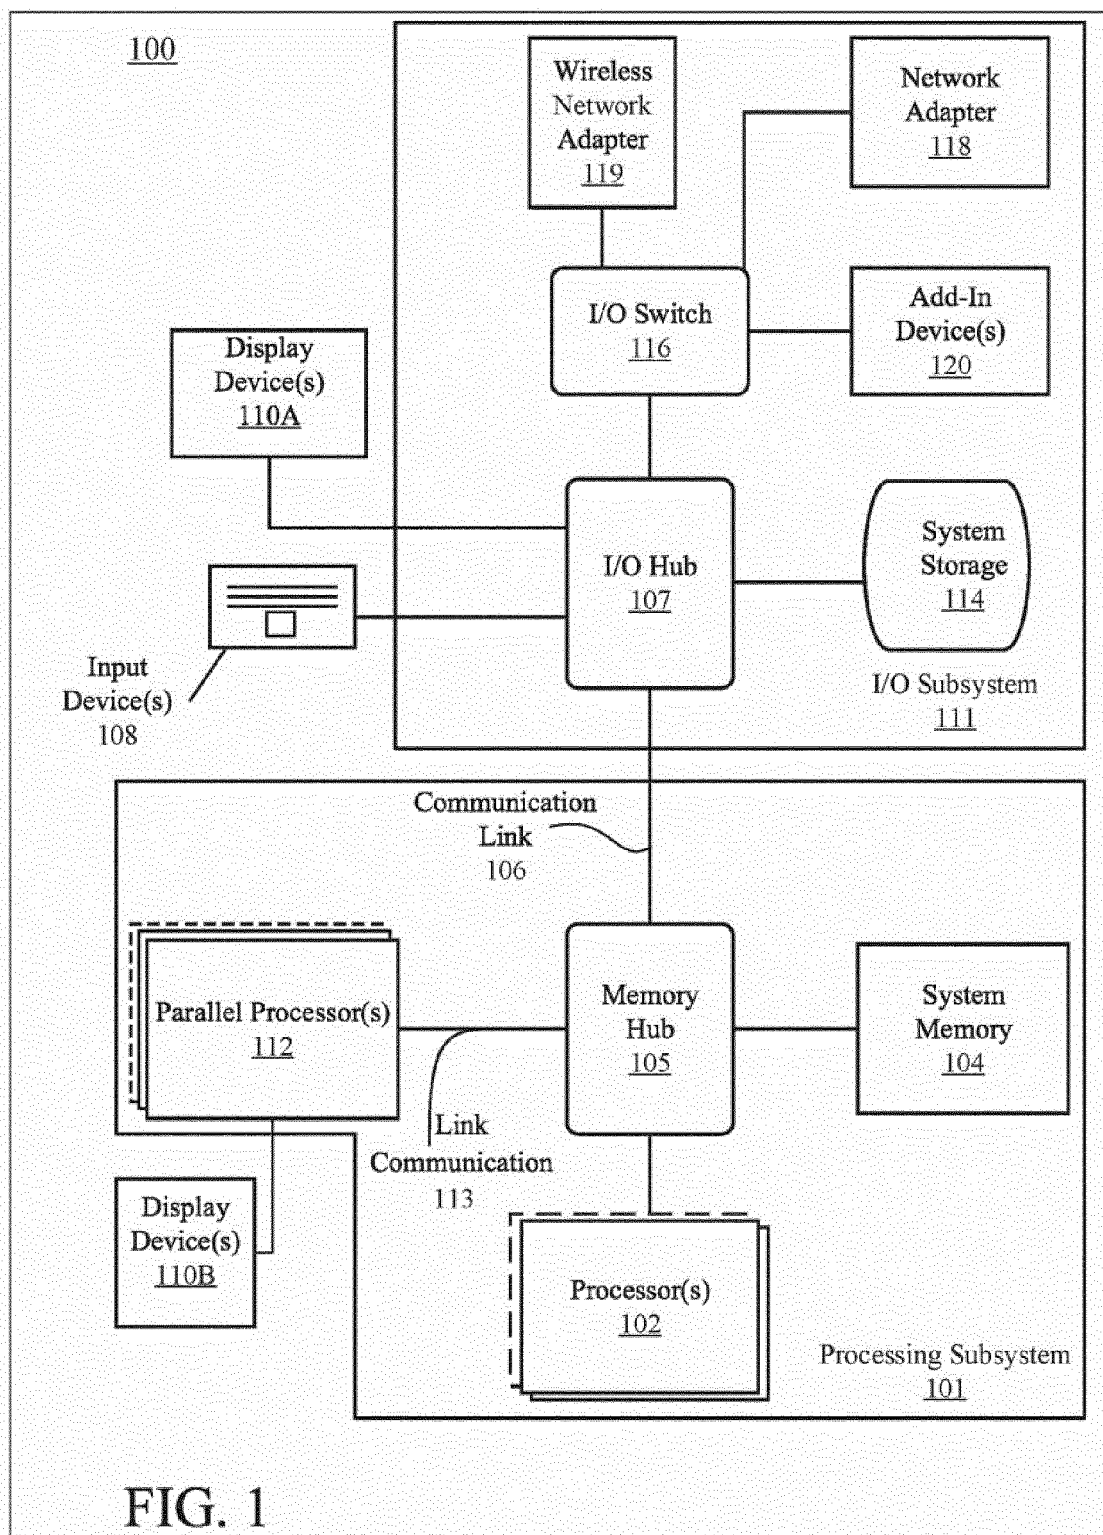 100
Wireless
Network
Adapter
119
Network
Adapter
118
I/O Switch
116
Add-In
Device(s)
120
Display
Device(s)
110A
I/O Hub
107
System
Storage
114
Input
Device(s)
108
I/O Subsystem
111
Communication
Link
106
Parallel Processor(s)
112
Memory
Hub
105
System
Memory
104
Link
Communication
113
Display
Device(s)
110B
Processor(s)
102
Processing Subsystem
101
FIG. 1